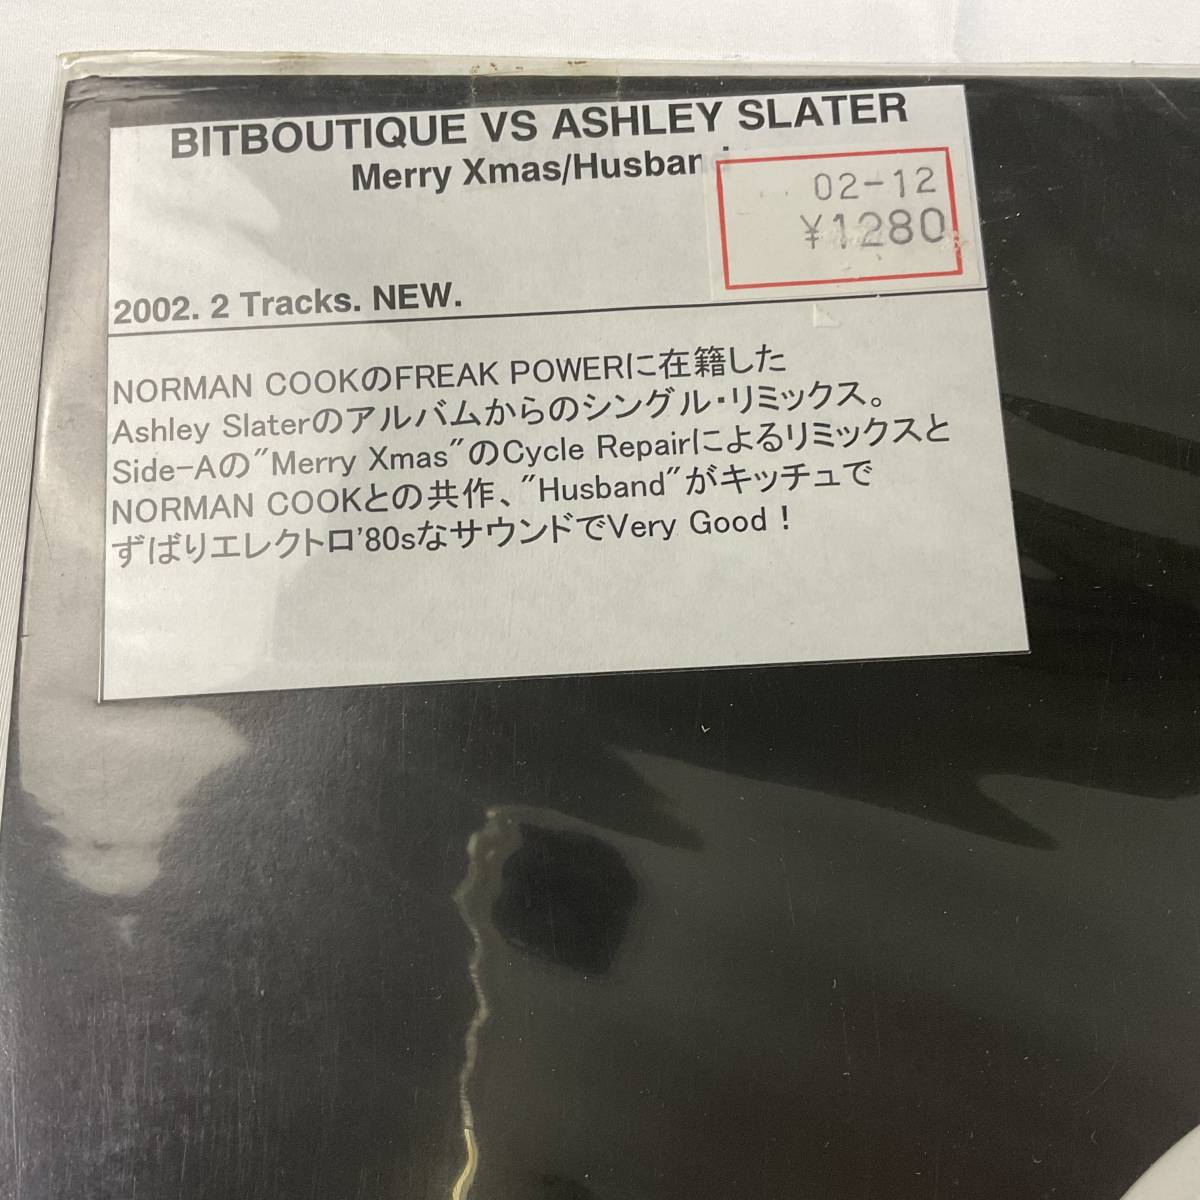 BITBOUTIQUE VS ASHLEY SLATER
Merry Xmas/Husband
02-12
¥1280
2002. 2 Tracks. NEW.
NORMAN COOKのFREAK POWERに在籍した
Ashley Slaterのアルバムからのシングル・リミックス。
Side-Aの"Merry Xmas"のCycle Repairによるリミックスと
NORMAN COOKとの共作、"Husband"がキッチュで
ずばりエレクトロ'80sなサウンドでVery Good！